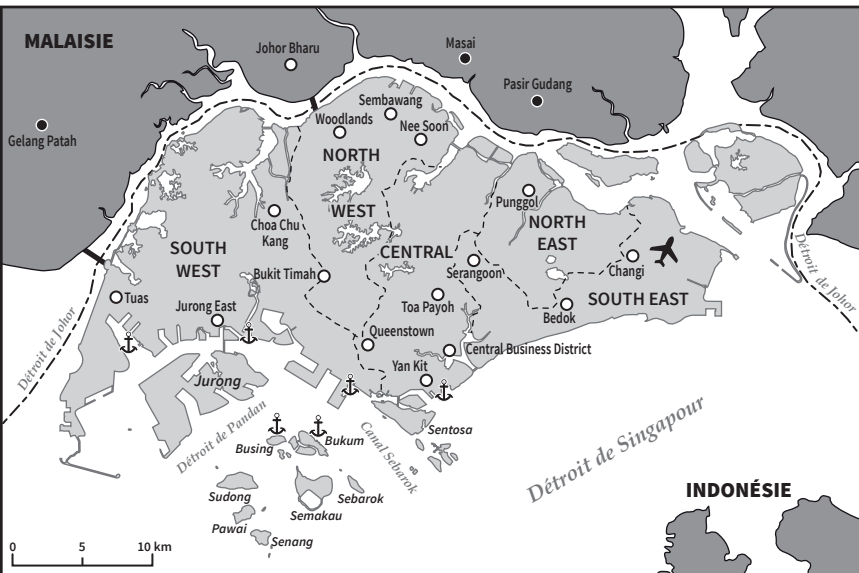 MALAISIE
Johor Bharu
Masai
Pasir Gudang
Gelang Patah
Sembawang
Woodlands
Nee Soon
NORTH
WEST
Punggol
NORTH
EAST
Choa Chu
Kang
SOUTH
WEST
CENTRAL
Serangoon
Changi
Bukit Timah
Détroit de Johor
Tuas
Toa Payoh
SOUTH EAST
Bedok
Jurong East
Queenstown
Central Business District
Détroit de Johor
Yan Kit
Jurong
Détroit de Pandan
Sentosa
Busing
Bukum
Canal Sebarok
Détroit de Singapour
Sudong
Sebarok
Semakau
Pawai
Senang
INDONÉSIE
0 5 10 km